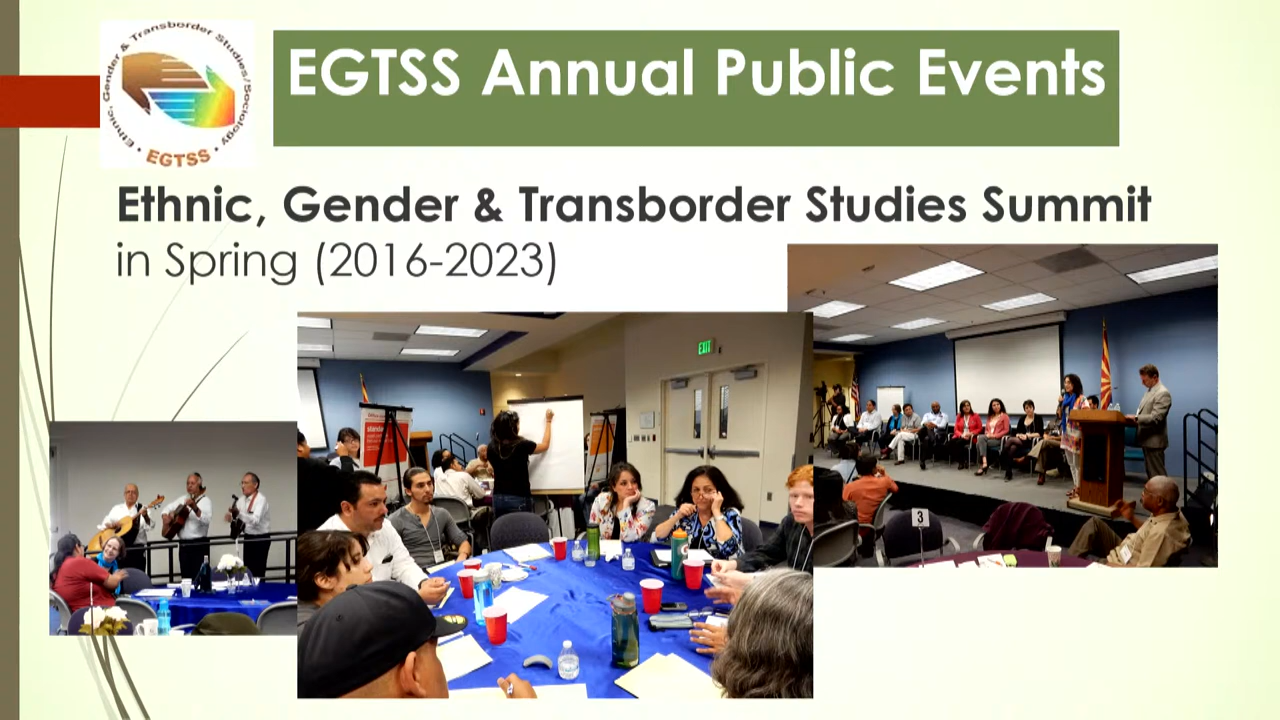 Ethnic, Gender & Transborder Studies/Sociology
EGTSS
EGTSS Annual Public Events
Ethnic, Gender & Transborder Studies Summit
in Spring (2016-2023)
EXIT
3